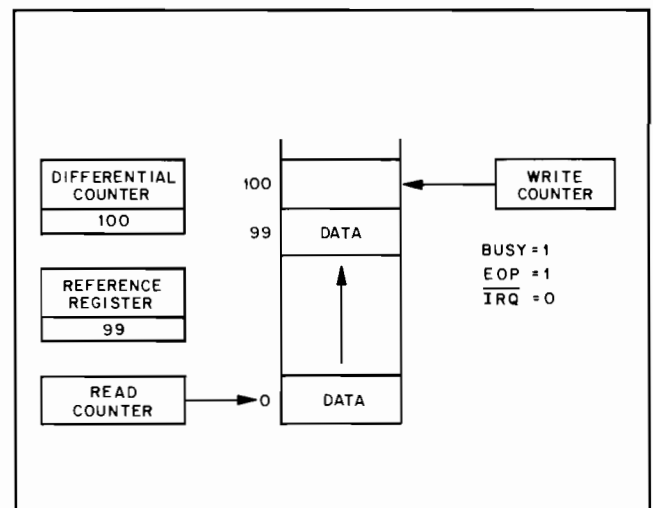 DIFFERENTIAL
COUNTER
100
REFERENCE
REGISTER
99
READ
COUNTER
100
99
DATA
0
DATA
WRITE
COUNTER
BUSY = 1
EOP = 1
I̅R̅Q̅ = 0